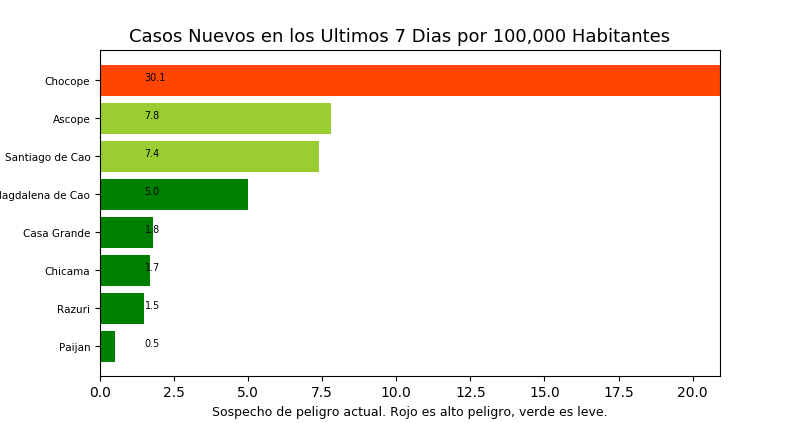 Casos Nuevos en los Ultimos 7 Dias por 100,000 Habitantes
Chocope 30.1
Ascope 7.8
Santiago de Cao 7.4
agdalena de Cao 5.0
Casa Grande 1.8
Chicama 1.7
Razuri 1.5
Paijan 0.5
0.0 2.5 5.0 7.5 10.0 12.5 15.0 17.5 20.0
Sospecho de peligro actual. Rojo es alto peligro, verde es leve.